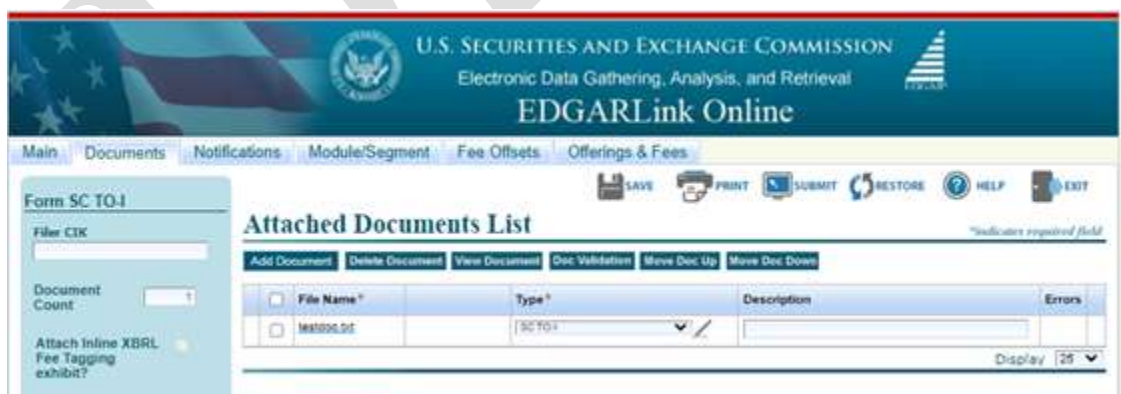 U.S. SECURITIES AND EXCHANGE COMMISSION
Electronic Data Gathering, Analysis, and Retrieval
EDGAR
EDGARLink Online
Main Documents Notifications Module/Segment Fee Offsets Offerings & Fees
SAVE PRINT SUBMIT RESTORE HELP EXIT
Form SC TO-I
Attached Documents List
*indicates required field
Filer CIK
Add Document Delete Document View Document Doc Validation Move Doc Up Move Doc Down
Document Count 1
File Name* Type* Description Errors
testdoc.txt SC TO-I
Attach Inline XBRL
Fee Tagging
exhibit?
Display 25